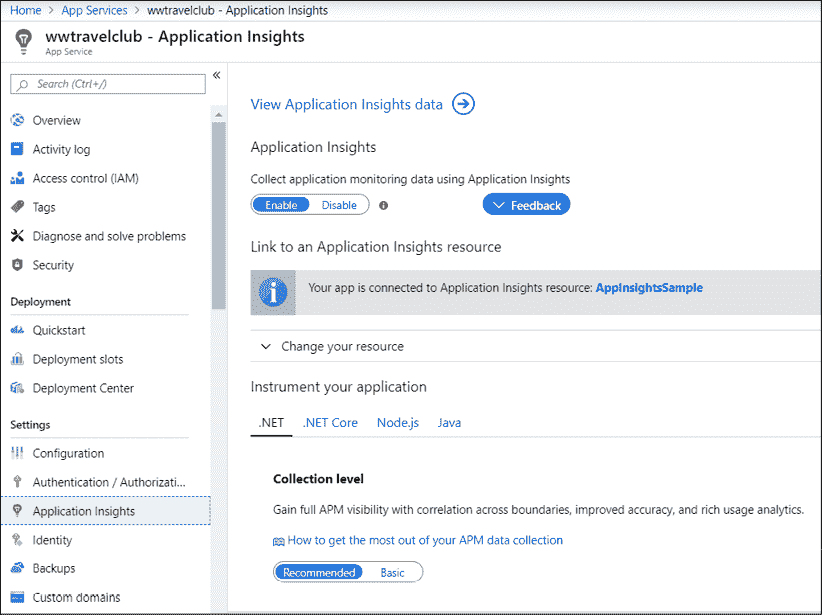 Home > App Services > wwtravelclub - Application Insights
wwtravelclub - Application Insights
App Service
Search (Ctrl+/)
«
Overview
Activity log
Access control (IAM)
Tags
Diagnose and solve problems
Security
Deployment
Quickstart
Deployment slots
Deployment Center
Settings
Configuration
Authentication / Authorizati...
Application Insights
Identity
Backups
Custom domains
View Application Insights data
Application Insights
Collect application monitoring data using Application Insights
Enable Disable
Feedback
Link to an Application Insights resource
Your app is connected to Application Insights resource: AppInsightsSample
Change your resource
Instrument your application
.NET .NET Core Node.js Java
Collection level
Gain full APM visibility with correlation across boundaries, improved accuracy, and rich usage analytics.
How to get the most out of your APM data collection
Recommended Basic